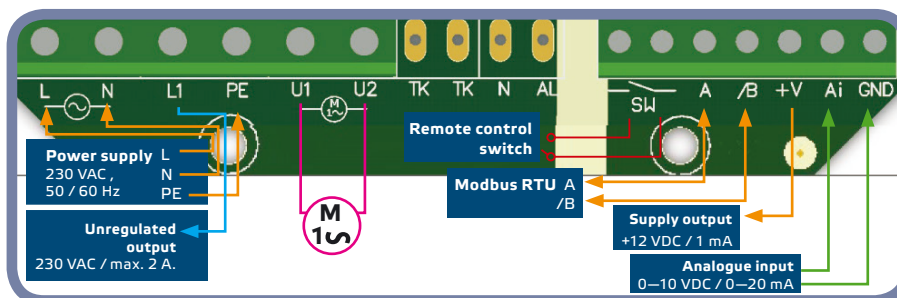 L N L1 PE U1 U2 TK TK N AL SW A /B +V Ai GND
M
1~
Remote control
switch
Power supply L
230 VAC, N
50 / 60 Hz PE
Modbus RTU A
/B
Unregulated
output
230 VAC / max. 2 A.
M
1
Supply output
+12 VDC / 1 mA
Analogue input
0—10 VDC / 0—20 mA